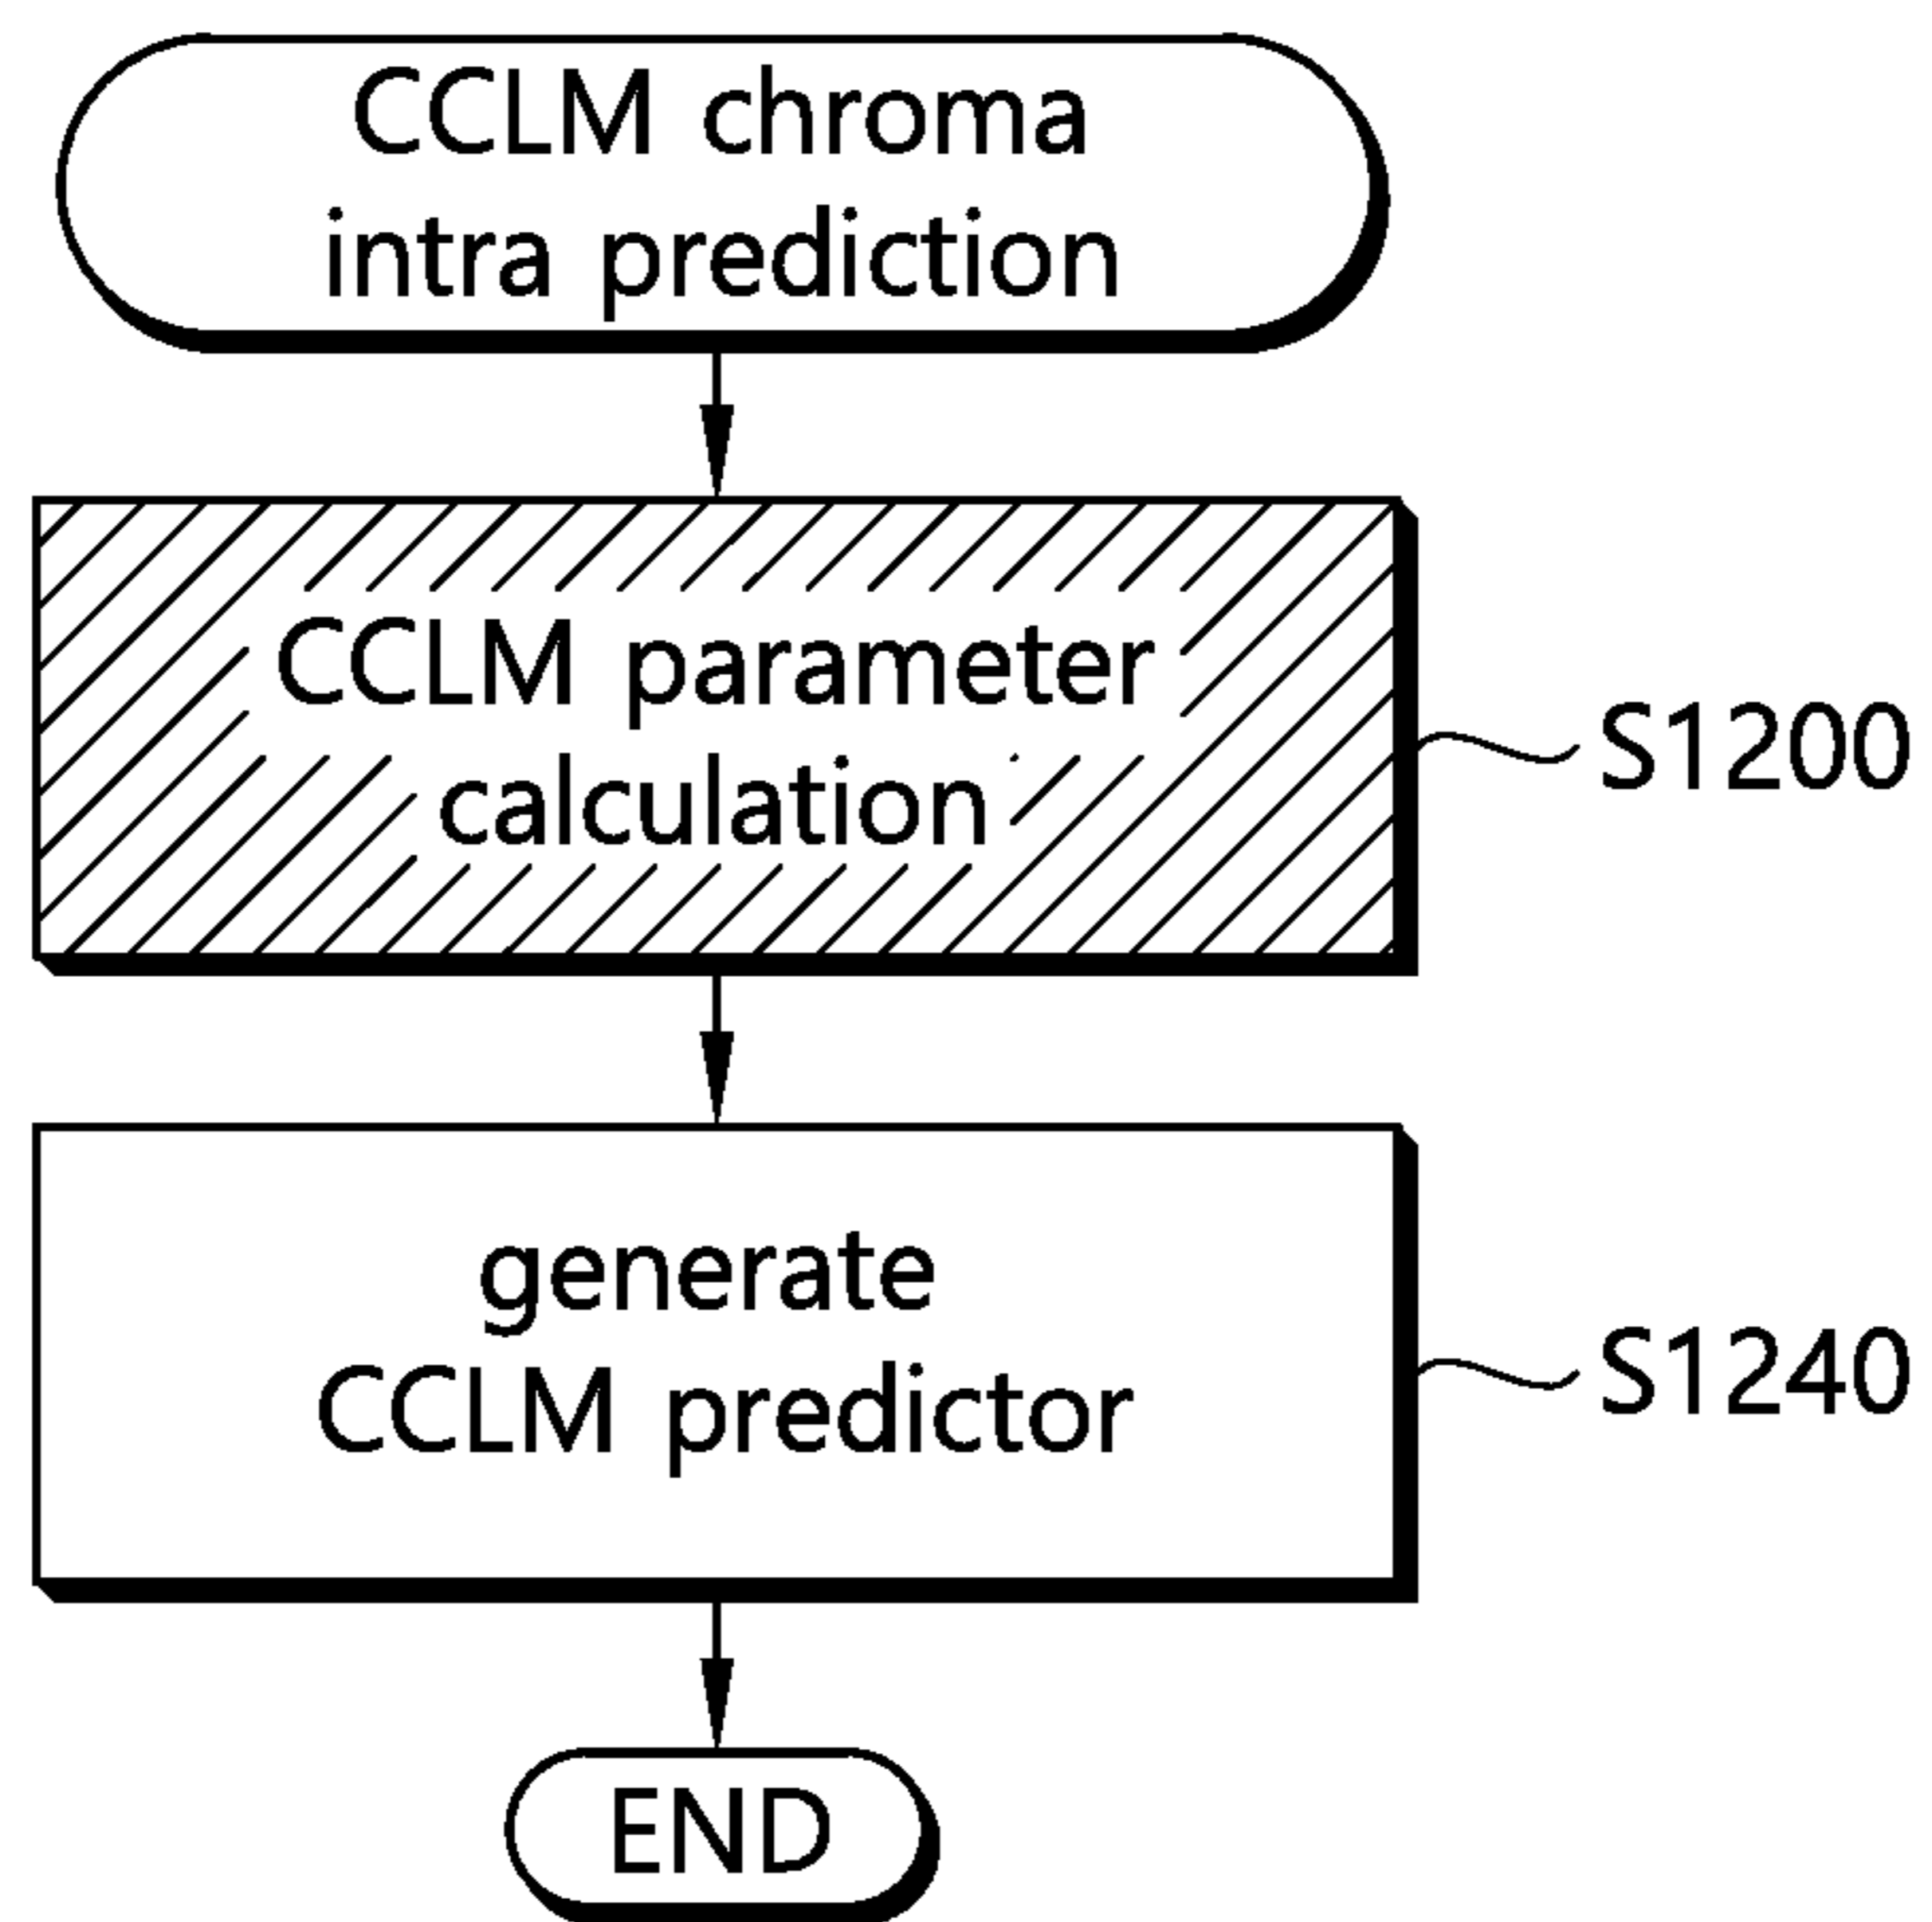 CCLM chroma
intra prediction
CCLM parameter
calculation
S1200
generate
CCLM predictor
S1240
END